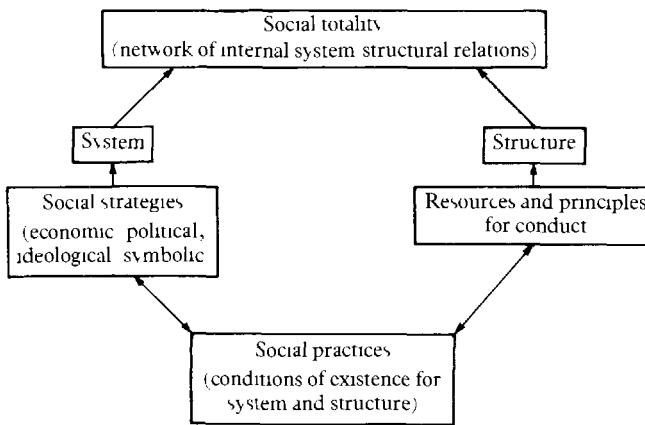 Social totality
(network of internal system structural relations)
System
Structure
Social strategies
(economic political,
ideological symbolic
Resources and principles
for conduct
Social practices
(conditions of existence for
system and structure)